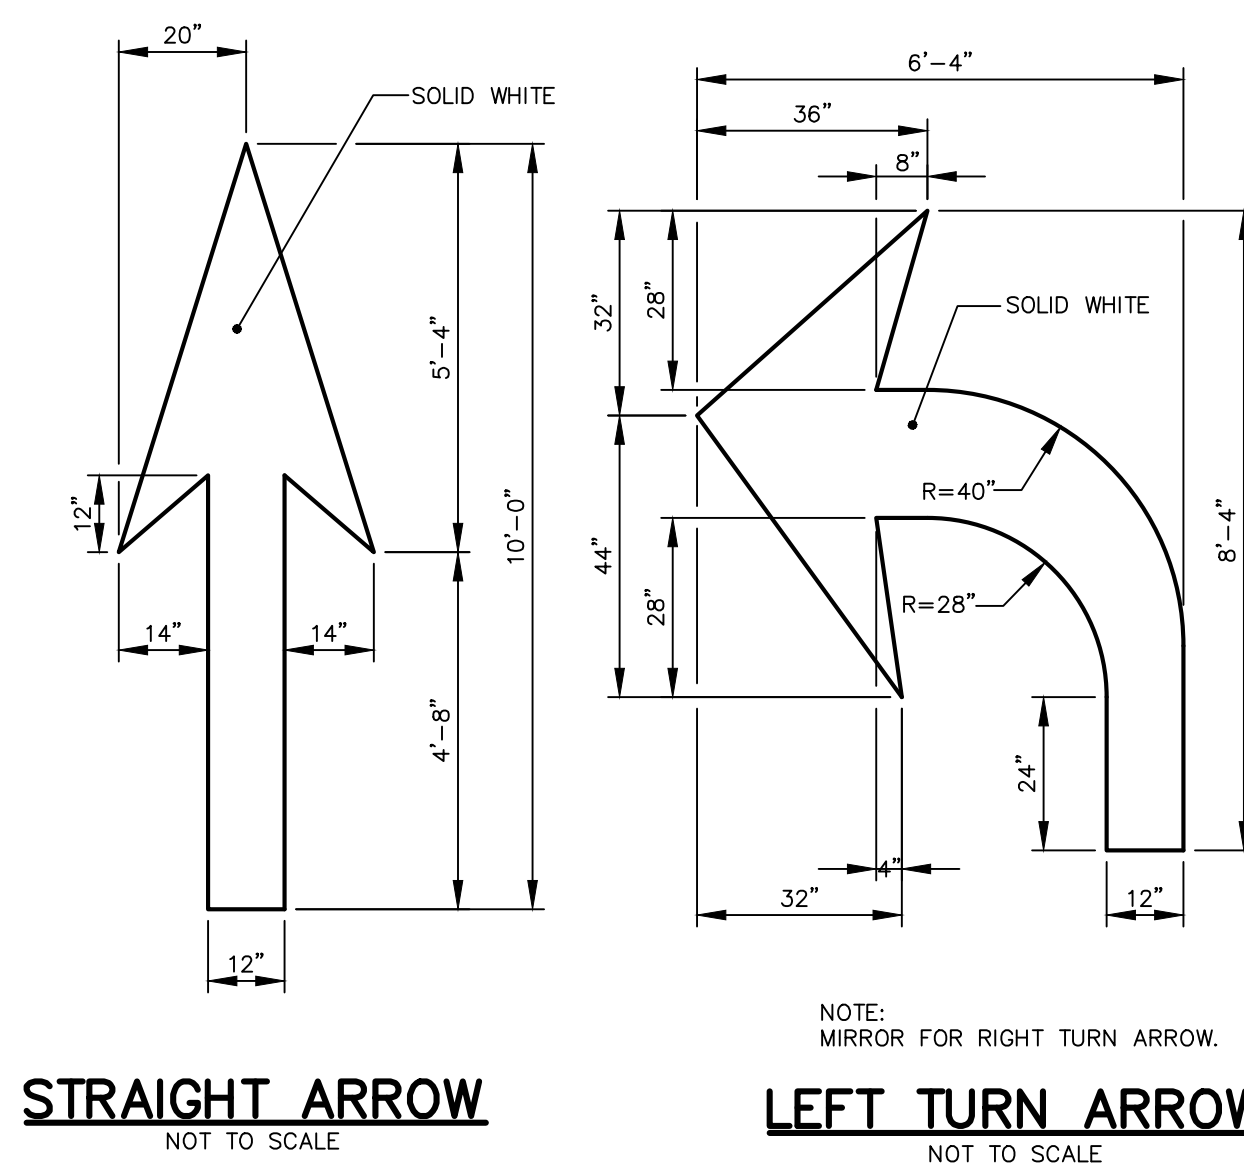 20”
SOLID WHITE
5’-4”
10’-0”
12”
14”
14”
4’-8”
12”
STRAIGHT ARROW
NOT TO SCALE
6’-4”
36”
8”
32”
28”
SOLID WHITE
R=40”
8’-4”
44”
28”
R=28”
24”
4”
32”
12”
NOTE:
MIRROR FOR RIGHT TURN ARROW.
LEFT TURN ARROW
NOT TO SCALE